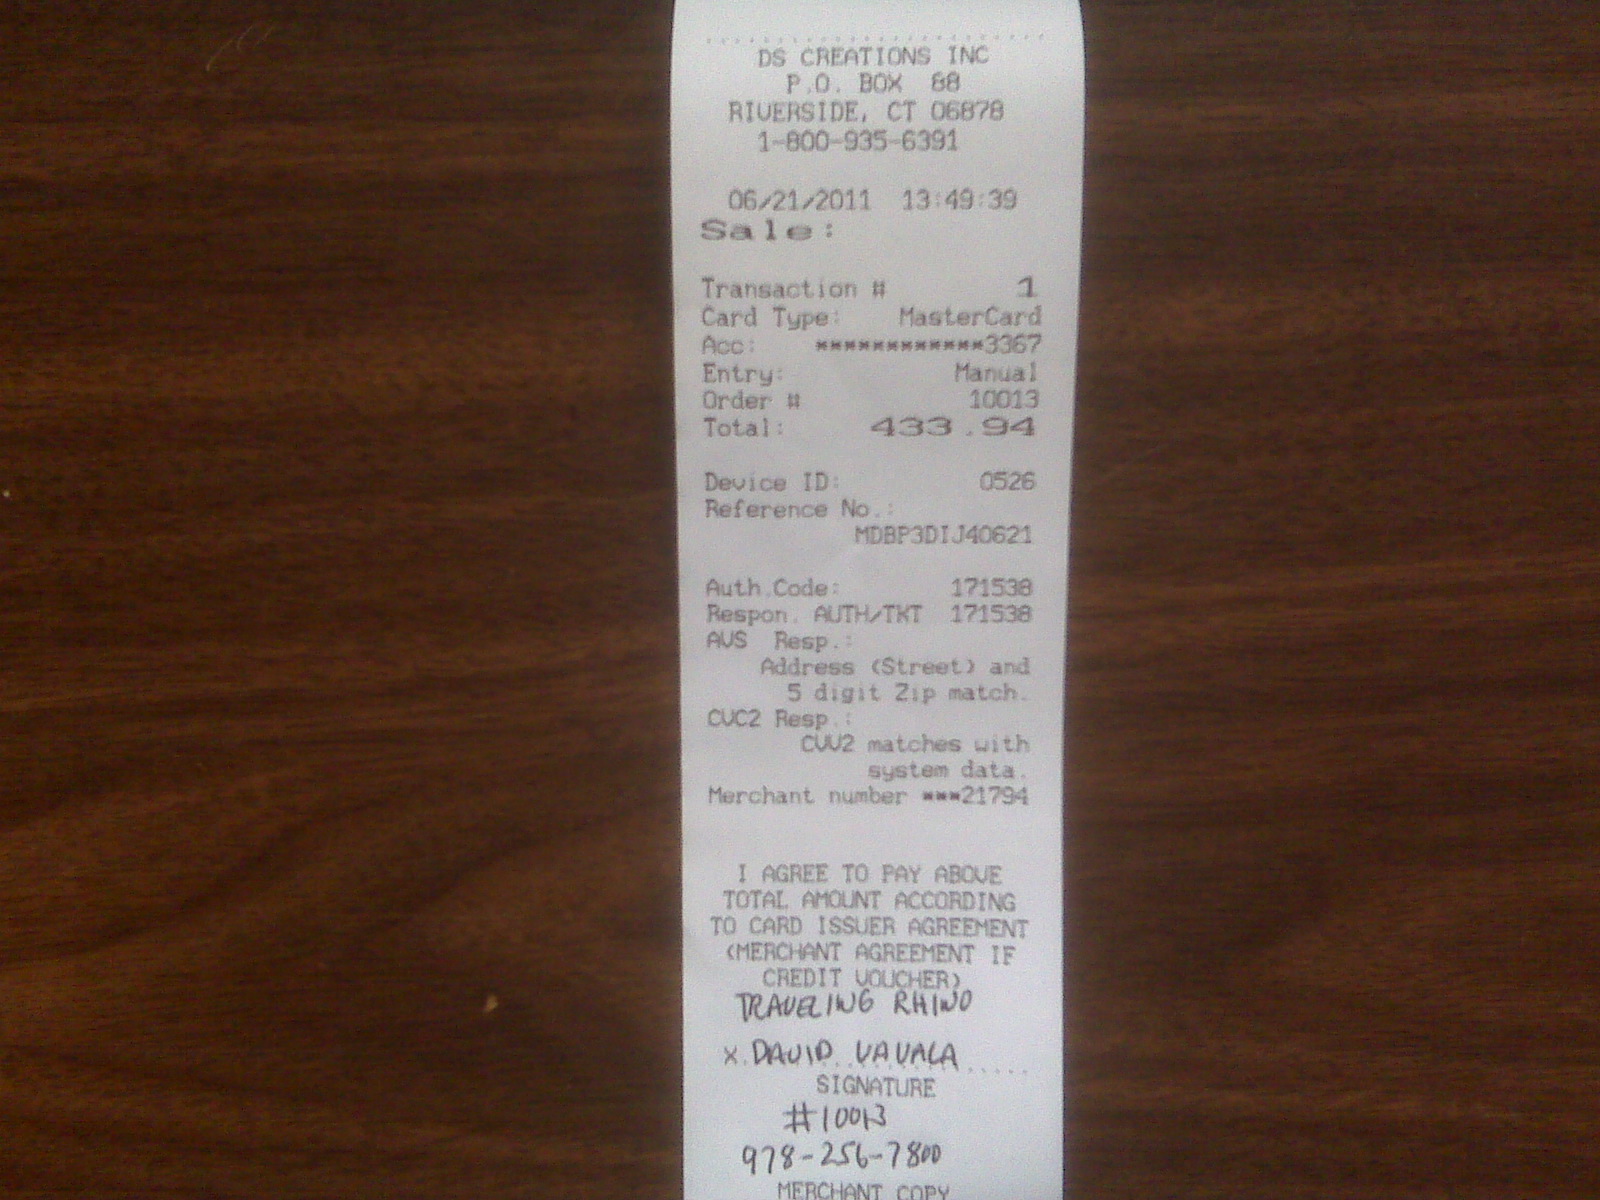 DS CREATIONS INC
P.O. BOX 88
RIVERSIDE, CT 06878
1-800-935-6391
06/21/2011 13:49:39
Sale:
Transaction # 1
Card Type: MasterCard
Acc: ************3367
Entry: Manual
Order # 10013
Total: 433.94
Device ID: 0526
Reference No.:
MDBP3DIJ40621
Auth.Code: 171538
Respon. AUTH/TKT 171538
AVS Resp.:
Address (Street) and
5 digit Zip match.
CVC2 Resp.:
CVV2 matches with
system data.
Merchant number ***21794
I AGREE TO PAY ABOVE
TOTAL AMOUNT ACCORDING
TO CARD ISSUER AGREEMENT
(MERCHANT AGREEMENT IF
CREDIT VOUCHER)
TRAVELING RHINO
X. DAVID VAVALA
SIGNATURE
#10013
978-256-7800
MERCHANT COPY